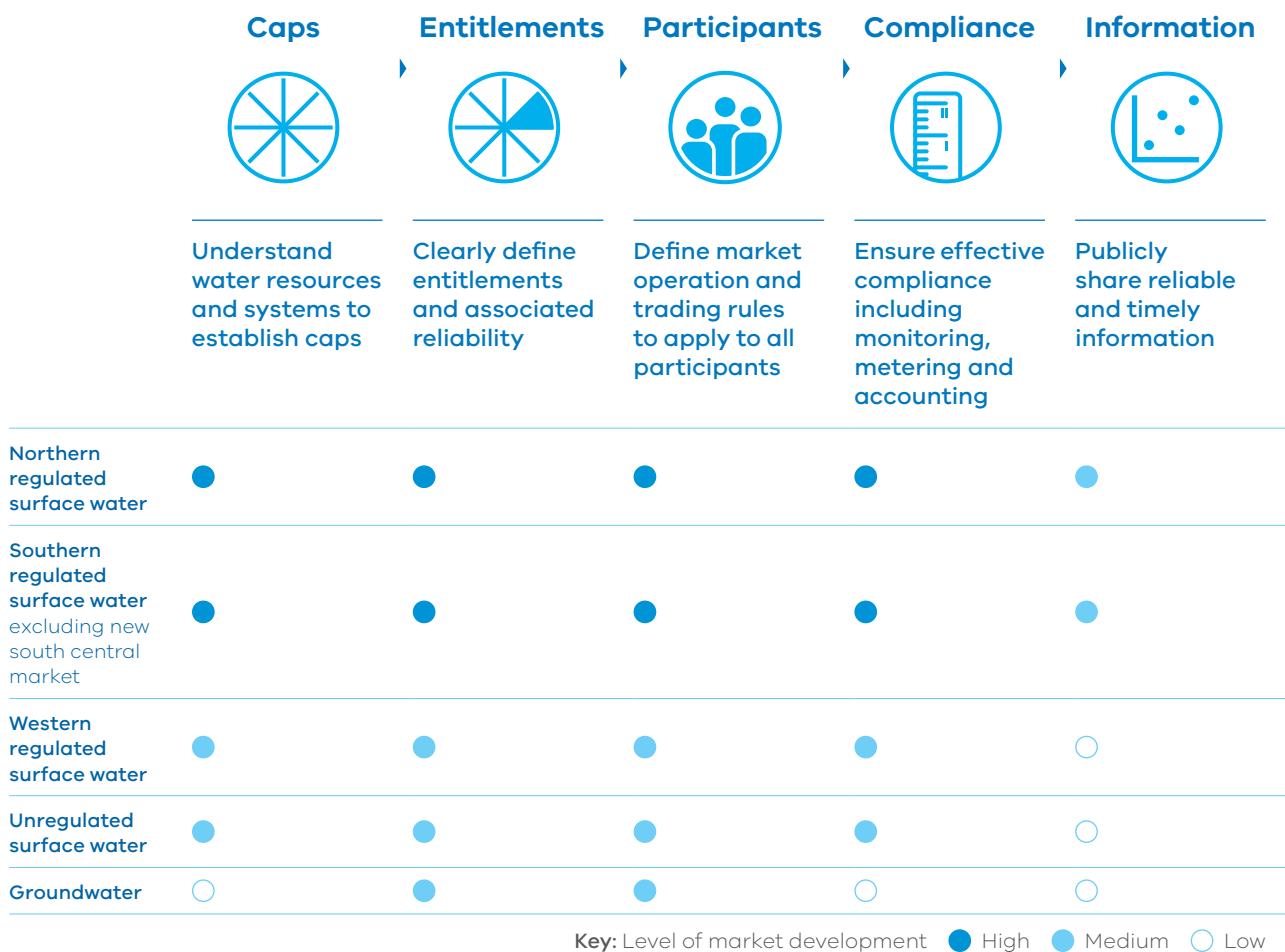 Caps
Entitlements
Participants
Compliance
Information
Understand
water resources
and systems to
establish caps
Clearly define
entitlements
and associated
reliability
Define market
operation and
trading rules
to apply to all
participants
Ensure effective
compliance
including
monitoring,
metering and
accounting
Publicly
share reliable
and timely
information
Northern
regulated
surface water
Southern
regulated
surface water
excluding new
south central
market
Western
regulated
surface water
Unregulated
surface water
Groundwater
Key: Level of market development High Medium Low